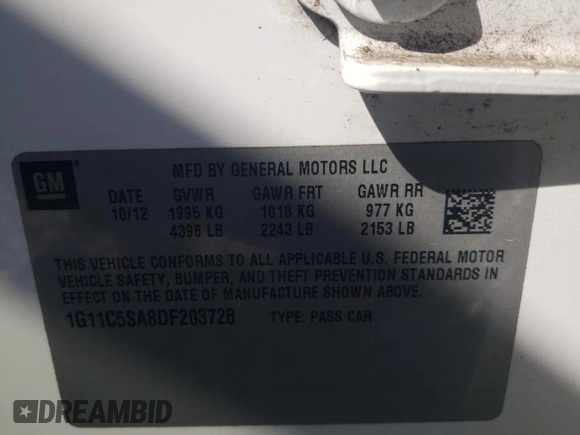 GM
MFD BY GENERAL MOTORS LLC
DATE GVWR GAWR FRT GAWR RR
10/12 1995 KG 1018 KG 977 KG
4396 LB 2243 LB 2153 LB
THIS VEHICLE CONFORMS TO ALL APPLICABLE U.S. FEDERAL MOTOR
VEHICLE SAFETY, BUMPER, AND THEFT PREVENTION STANDARDS IN
EFFECT ON THE DATE OF MANUFACTURE SHOWN ABOVE.
1G11C5SA8DF203728 TYPE: PASS CAR
DREAMBID